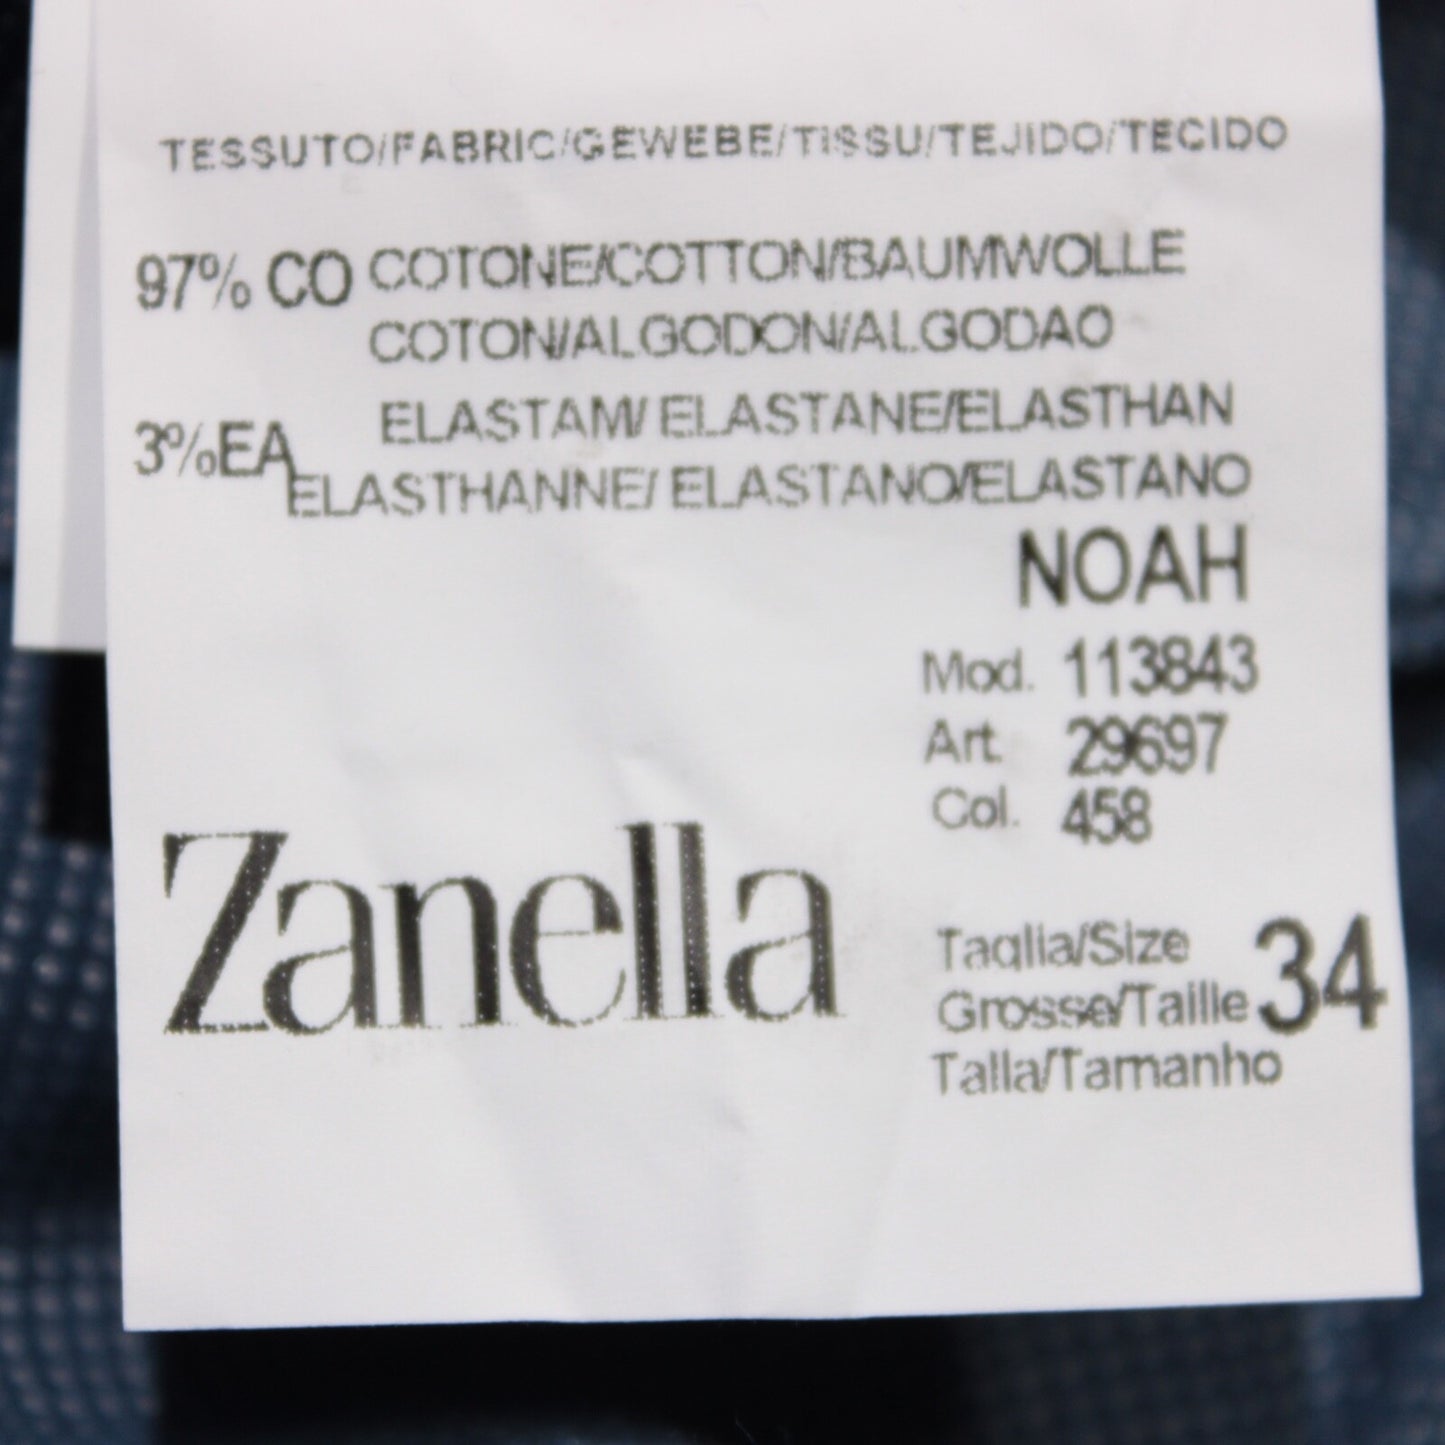 TESSUTO/FABRIC/GEWEBE/TISSU/TEJIDO/TECIDO
97% CO COTONE/COTTON/BAUMWOLLE
COTON/ALGODON/ALGODAO
3%EA ELASTAM/ ELASTANE/ELASTHAN
ELASTHANNE/ ELASTANO/ELASTANO
NOAH
Mod. 113843
Art. 29697
Col. 458
Zanella
Taglia/Size
Grosse/Taille 34
Talla/Tamanho